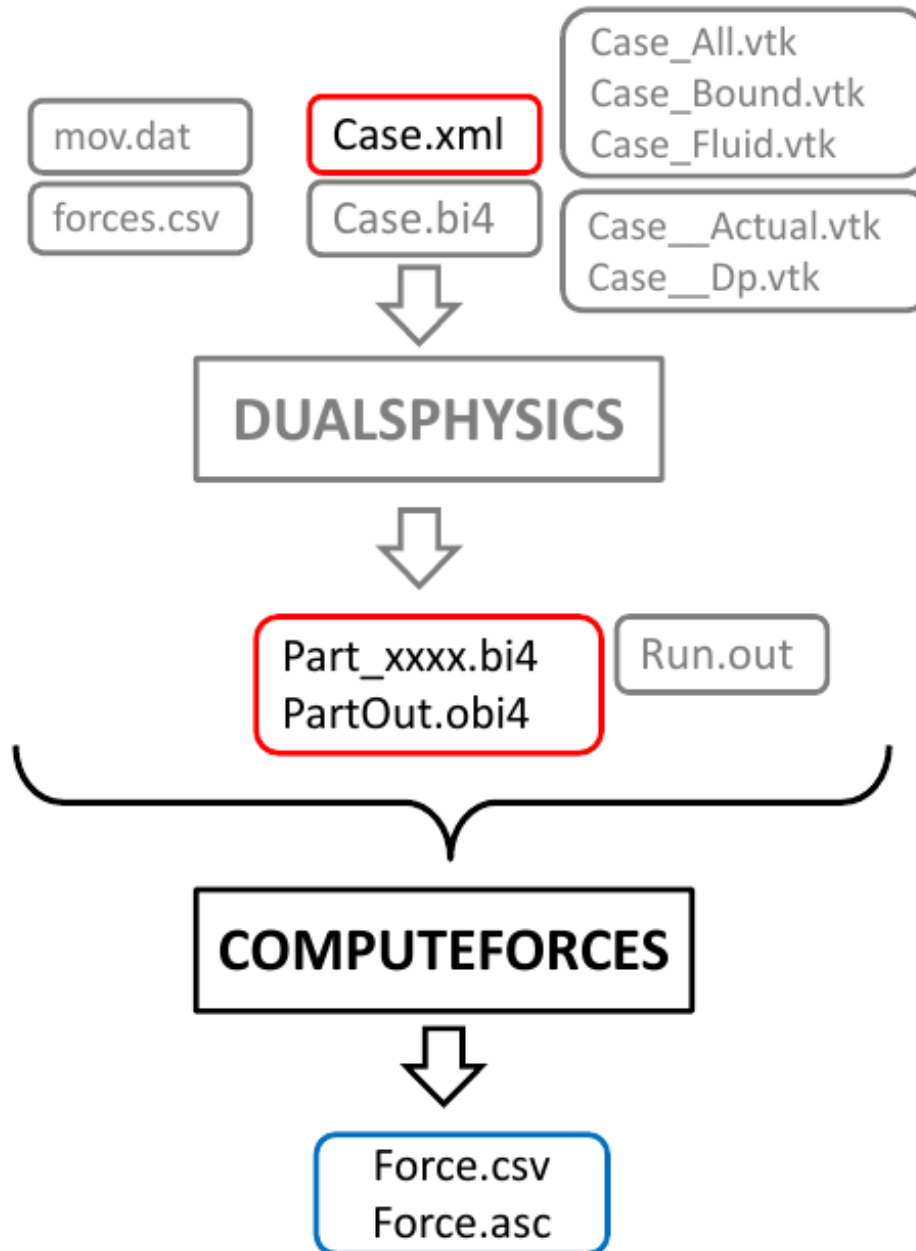 Case_All.vtk
Case_Bound.vtk
Case_Fluid.vtk
mov.dat
Case.xml
forces.csv
Case.bi4
Case__Actual.vtk
Case__Dp.vtk
DUALSPHYSICS
Part_xxxx.bi4
PartOut.obi4
Run.out
COMPUTEFORCES
Force.csv
Force.asc